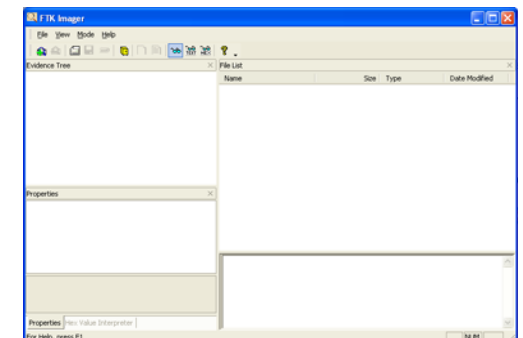 FTK Imager
File View Mode Help
Evidence Tree
File List
Name Size Type Date Modified
Properties
Properties Hex Value Interpreter
For Help, press F1
NUM